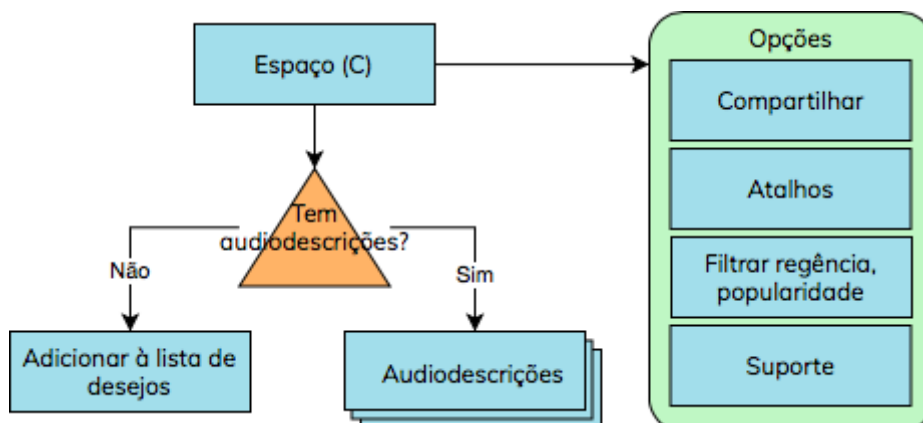 Espaço (C)
Tem
audiodescrições?
Não
Sim
Adicionar à lista de
desejos
Audiodescrições
Opções
Compartilhar
Atalhos
Filtrar regência,
popularidade
Suporte